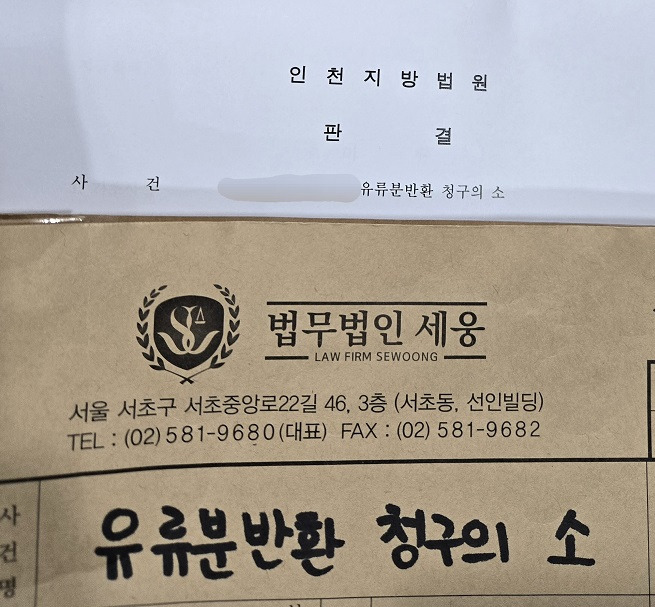 인 천 지 방 법 원
판 결
사 건 유류분반환 청구의 소
법무법인 세웅
LAW FIRM SEWOONG
서울 서초구 서초중앙로22길 46, 3층 (서초동, 선인빌딩)
TEL : (02) 581-9680(대표) FAX : (02) 581-9682
사건명 유류분반환 청구의 소